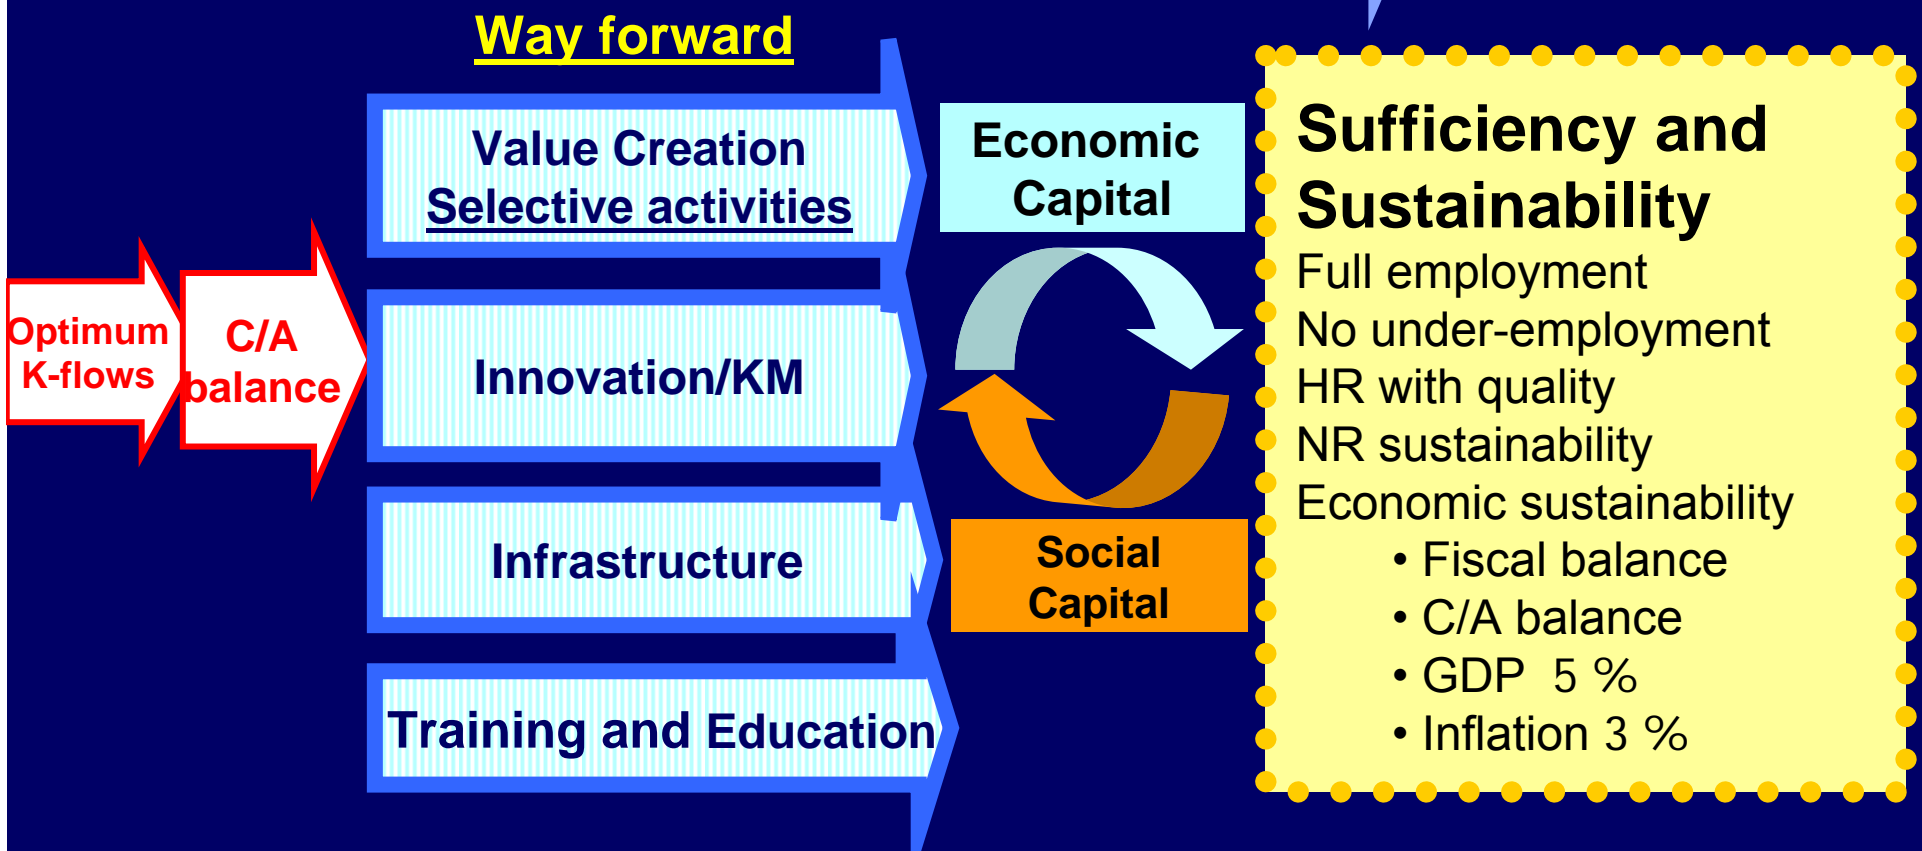 Way forward
Optimum
K-flows
C/A
balance
Value Creation
Selective activities
Innovation/KM
Infrastructure
Training and Education
Economic
Capital
Social
Capital
Sufficiency and
Sustainability
Full employment
No under-employment
HR with quality
NR sustainability
Economic sustainability
• Fiscal balance
• C/A balance
• GDP 5 %
• Inflation 3 %